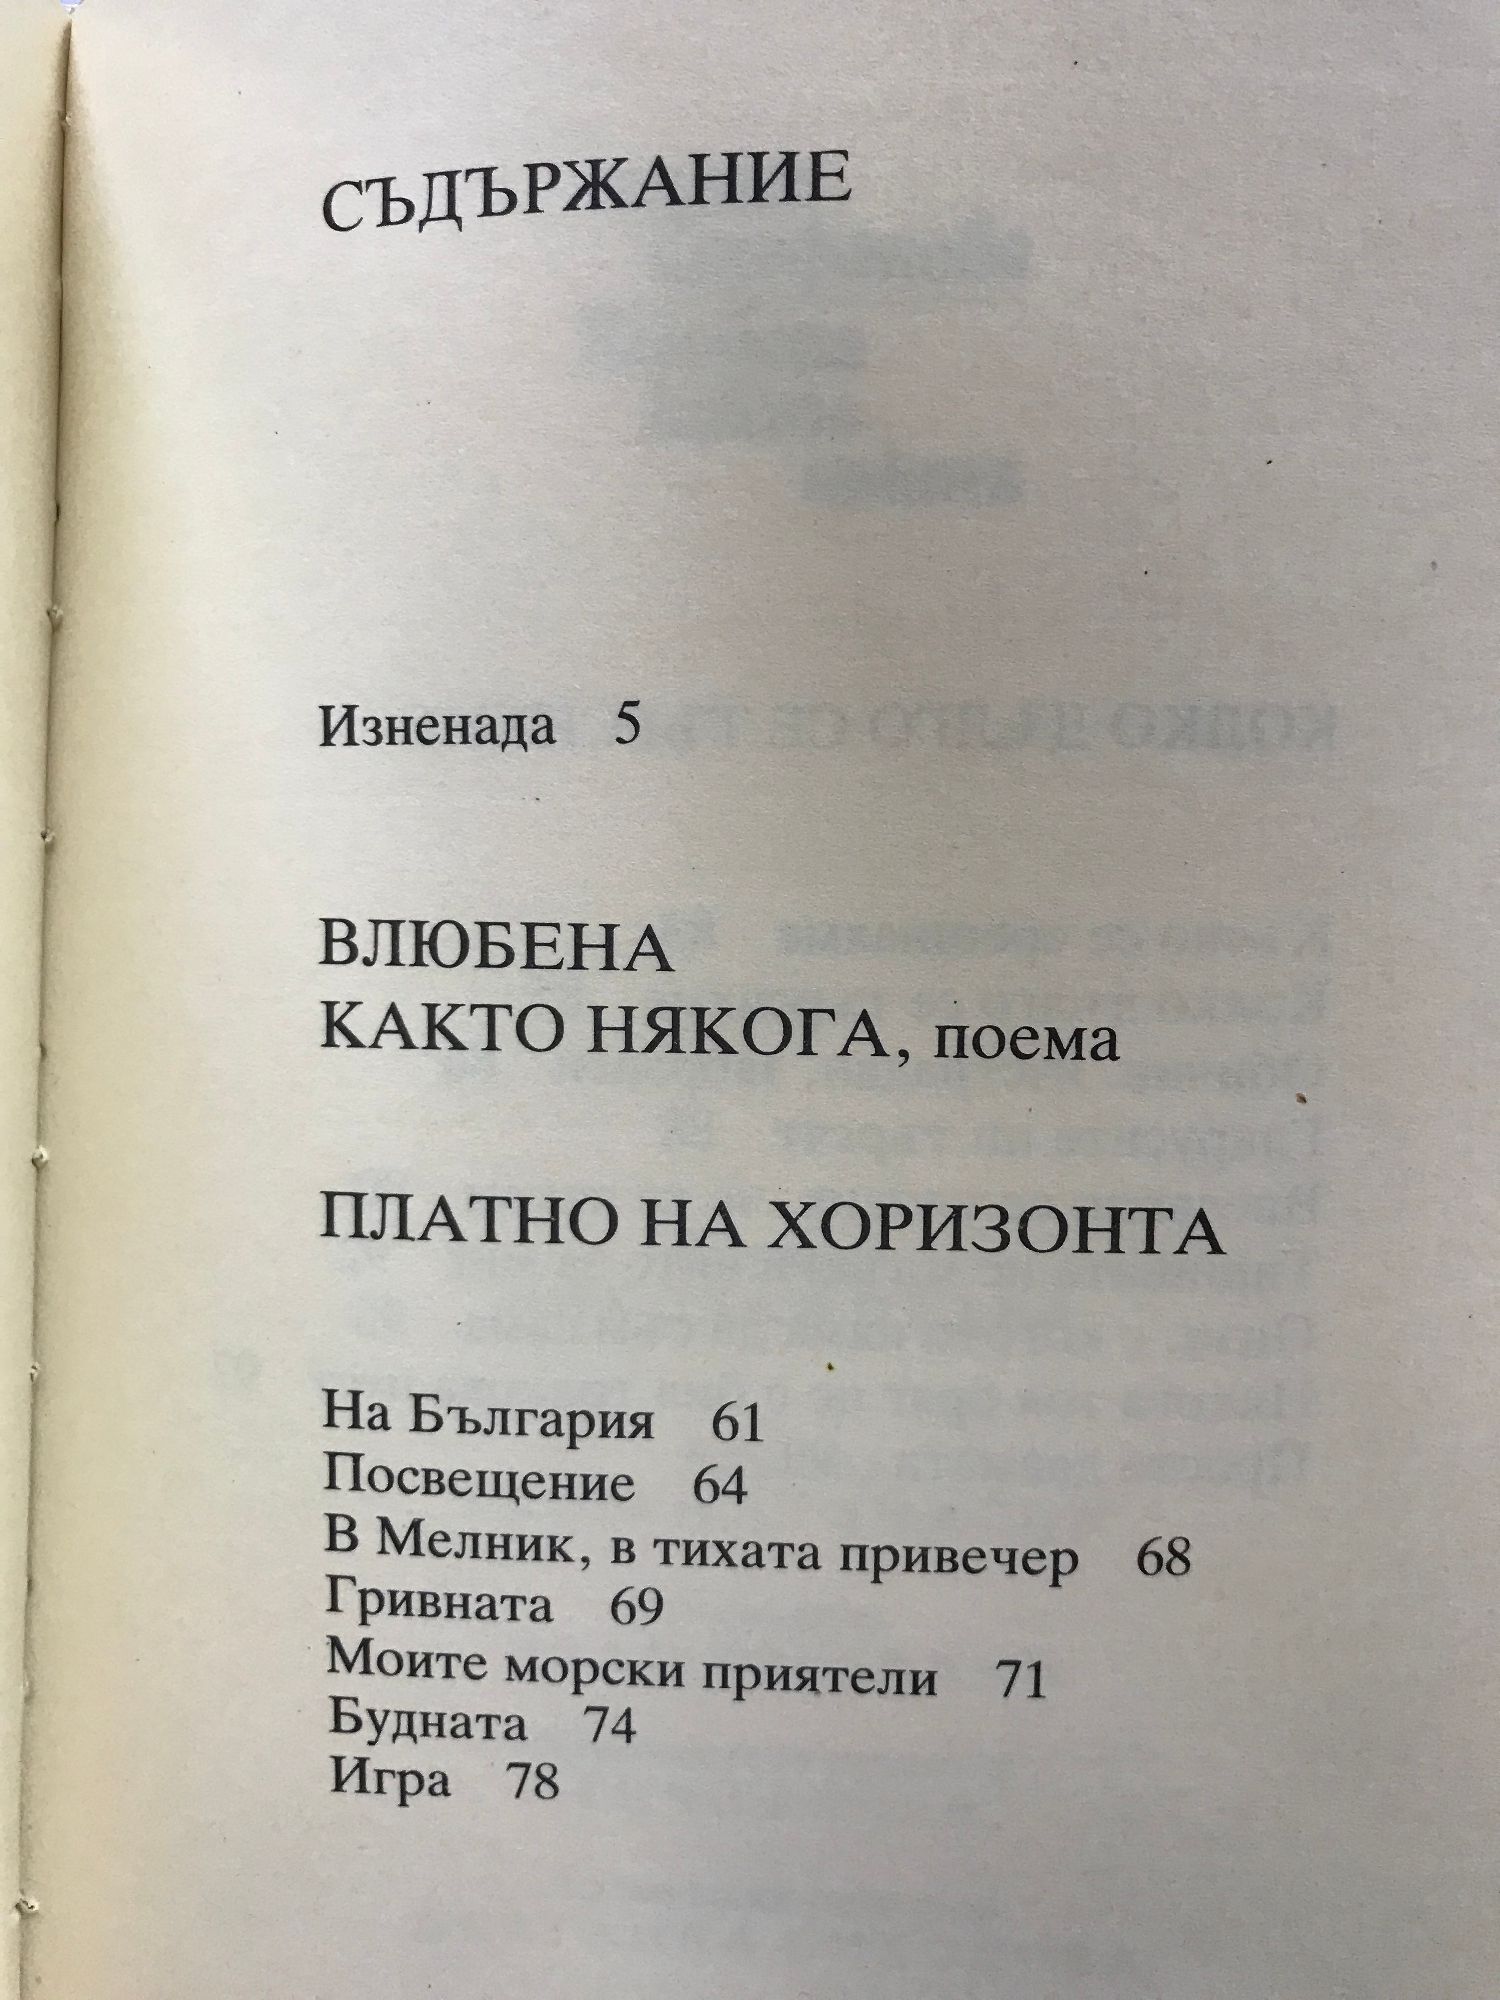 СЪДЪРЖАНИЕ
Изненада 5
ВЛЮБЕНА
КАКТО НЯКОГА, поема
ПЛАТНО НА ХОРИЗОНТА
На България 61
Посвещение 64
В Мелник, в тихата привечер 68
Гривната 69
Моите морски приятели 71
Будната 74
Игра 78